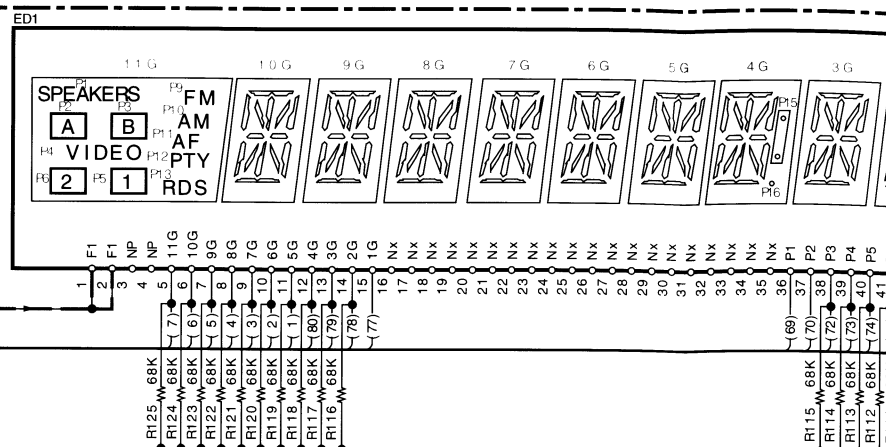 ED1
11G 10G 9G 8G 7G 6G 5G 4G 3G
P1
SPEAKERS P9 FM
P2 P3 P10 AM
A B P11 AF P15
P4 VIDEO P12 PTY
P6 2 P5 1 P13 RDS P16
F1 F1 NP NP 11G 10G 9G 8G 7G 6G 5G 4G 3G 2G 1G Nx Nx Nx Nx Nx Nx Nx Nx Nx Nx Nx Nx Nx Nx Nx Nx Nx Nx Nx Nx Nx P1 P2 P3 P4 P5
1 2 3 4 5 6 7 8 9 10 11 12 13 14 15 16 17 18 19 20 21 22 23 24 25 26 27 28 29 30 31 32 33 34 35 36 37 38 39 40 41
(7) (6) (5) (4) (3) (2) (1) (80) (79) (78) (77) (69) (70) (72) (73) (74)
68K 68K 68K 68K 68K 68K 68K 68K 68K 68K 68K 68K 68K 68K
R125 R124 R123 R122 R121 R120 R119 R118 R117 R116 R115 R114 R113 R112